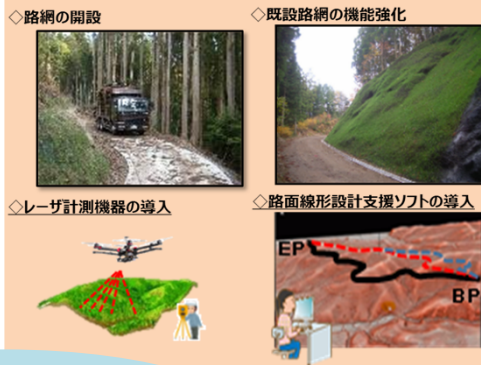 ◇路網の開設
◇既設路網の機能強化
◇レーザ計測機器の導入
◇路面線形設計支援ソフトの導入
EP
BP